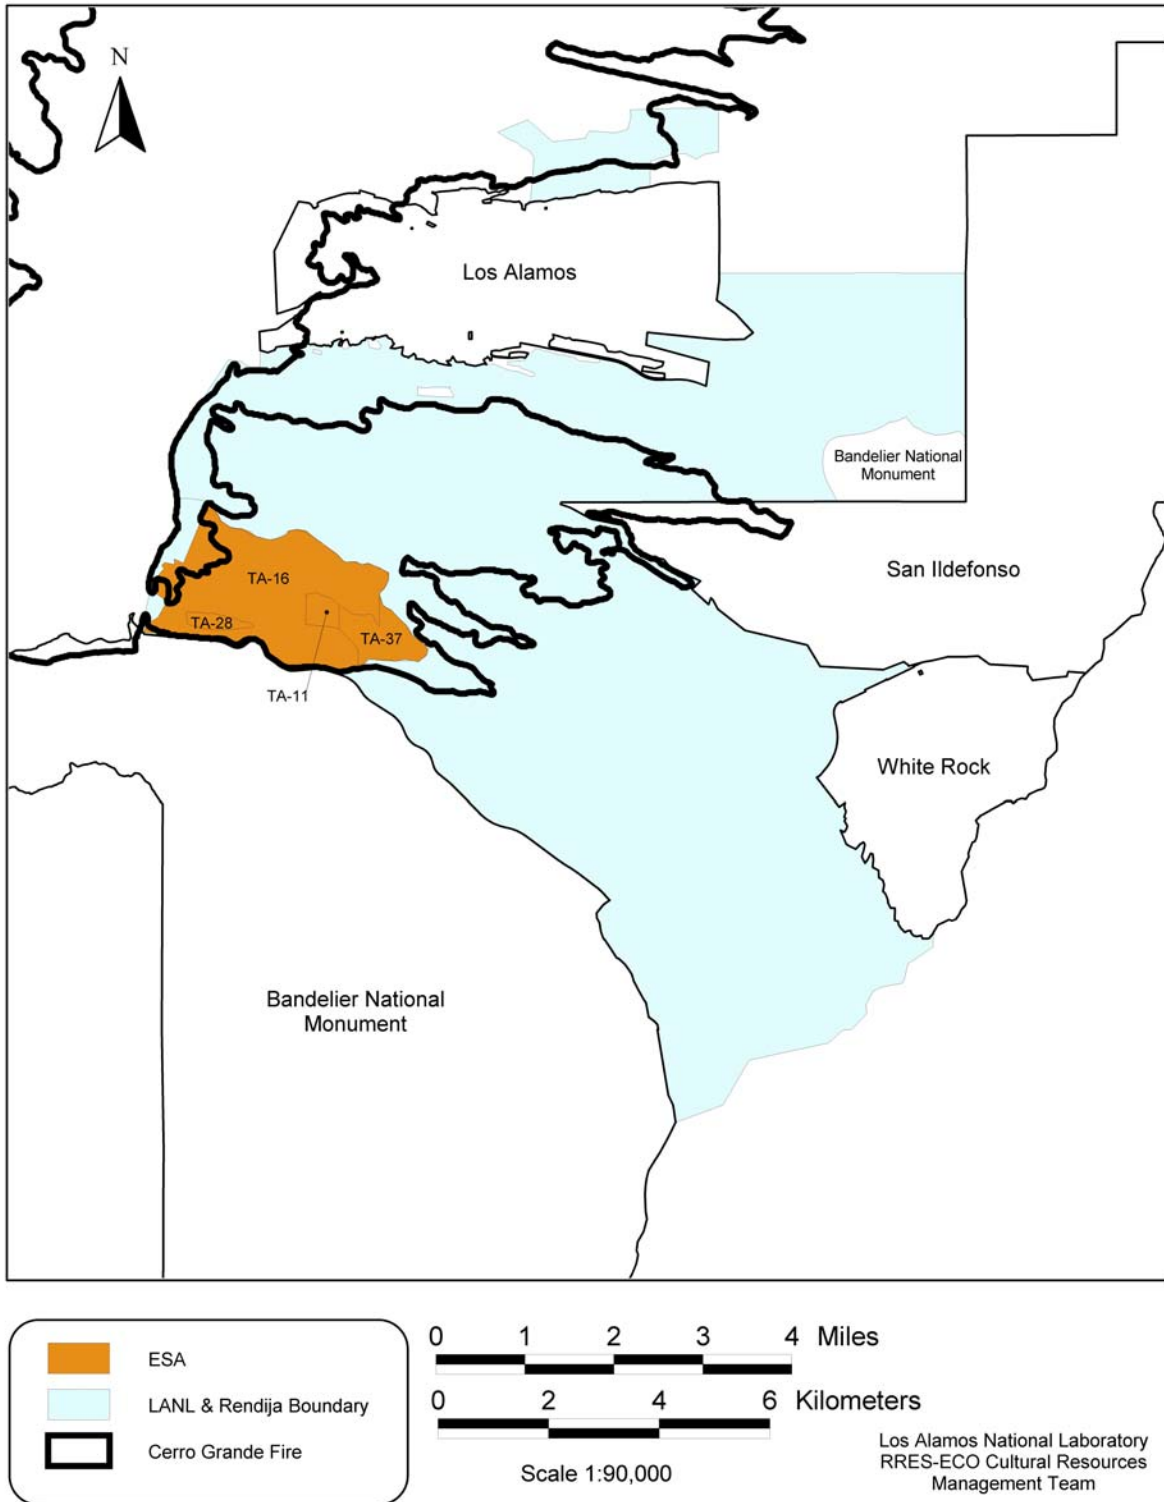 N
Los Alamos
Bandelier National
Monument
San Ildefonso
TA-16
TA-28
TA-37
TA-11
White Rock
Bandelier National
Monument
ESA
LANL & Rendija Boundary
Cerro Grande Fire
0 1 2 3 4 Miles
0 2 4 6 Kilometers
Scale 1:90,000
Los Alamos National Laboratory
RRES-ECO Cultural Resources
Management Team